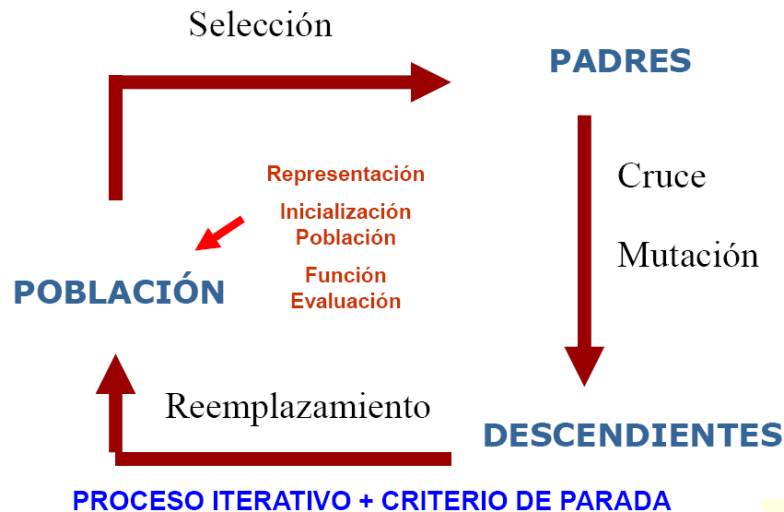 Selección
PADRES
Representación
Inicialización
Población
Función
Evaluación
Cruce
Mutación
POBLACIÓN
Reemplazamiento
DESCENDIENTES
PROCESO ITERATIVO + CRITERIO DE PARADA